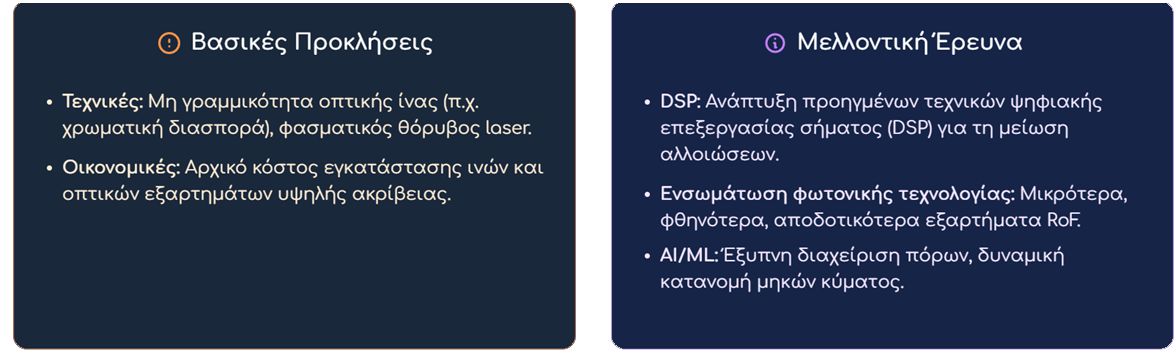 Βασικές Προκλήσεις
• Τεχνικές: Μη γραμμικότητα οπτικής ίνας (π.χ.
χρωματική διασπορά), φασματικός θόρυβος laser.
• Οικονομικές: Αρχικό κόστος εγκατάστασης ινών και
οπτικών εξαρτημάτων υψηλής ακρίβειας.
Μελλοντική Έρευνα
• DSP: Ανάπτυξη προηγμένων τεχνικών ψηφιακής
επεξεργασίας σήματος (DSP) για τη μείωση
αλλοιώσεων.
• Ενσωμάτωση φωτονικής τεχνολογίας: Μικρότερα,
φθηνότερα, αποδοτικότερα εξαρτήματα RoF.
• AI/ML: Έξυπνη διαχείριση πόρων, δυναμική
κατανομή μηκών κύματος.